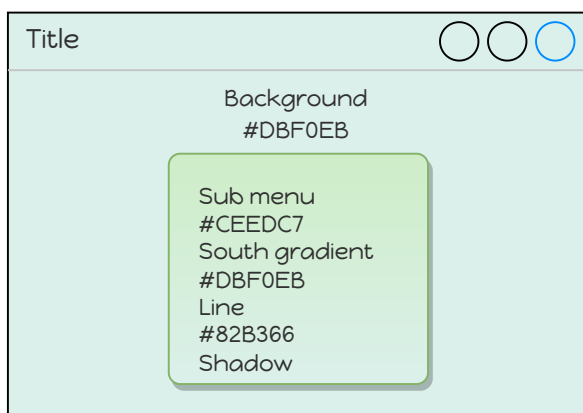 Title
Background
#DBF0EB
Sub menu
#CEEDC7
South gradient
#DBF0EB
Line
#82B366
Shadow